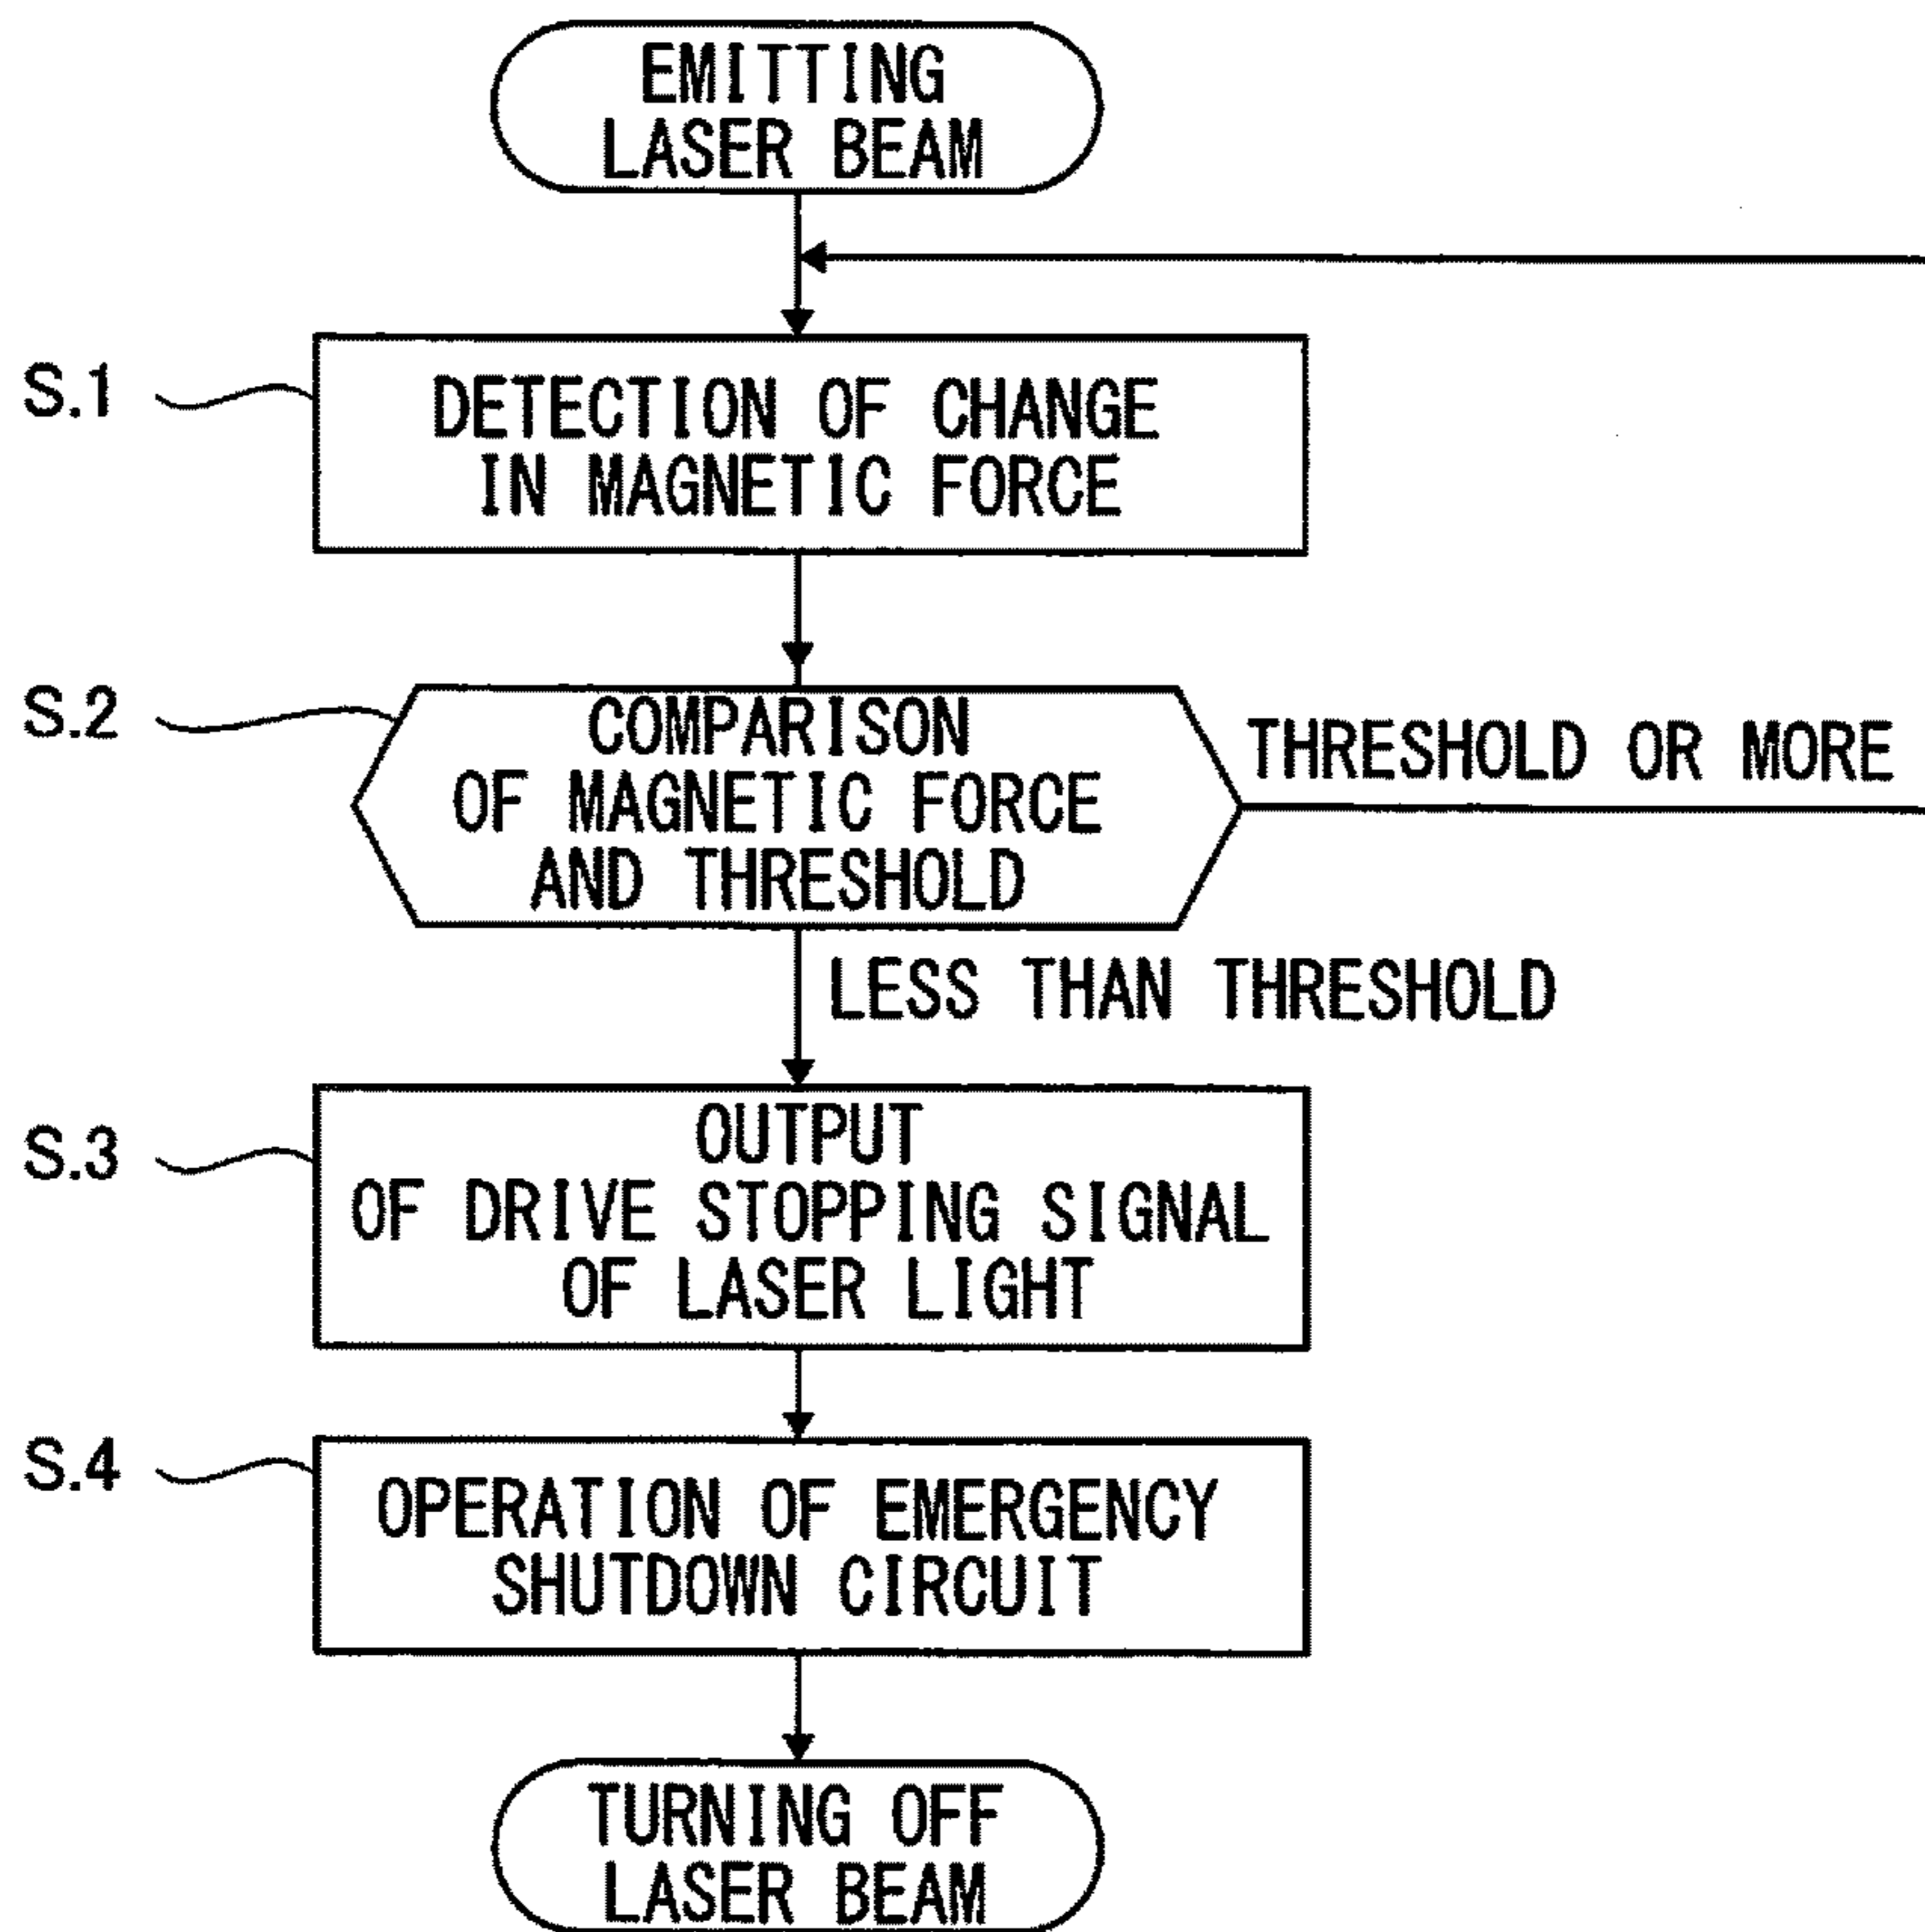 EMITTING
LASER BEAM
S.1
DETECTION OF CHANGE
IN MAGNETIC FORCE
S.2
COMPARISON
OF MAGNETIC FORCE
AND THRESHOLD
THRESHOLD OR MORE
LESS THAN THRESHOLD
S.3
OUTPUT
OF DRIVE STOPPING SIGNAL
OF LASER LIGHT
S.4
OPERATION OF EMERGENCY
SHUTDOWN CIRCUIT
TURNING OFF
LASER BEAM